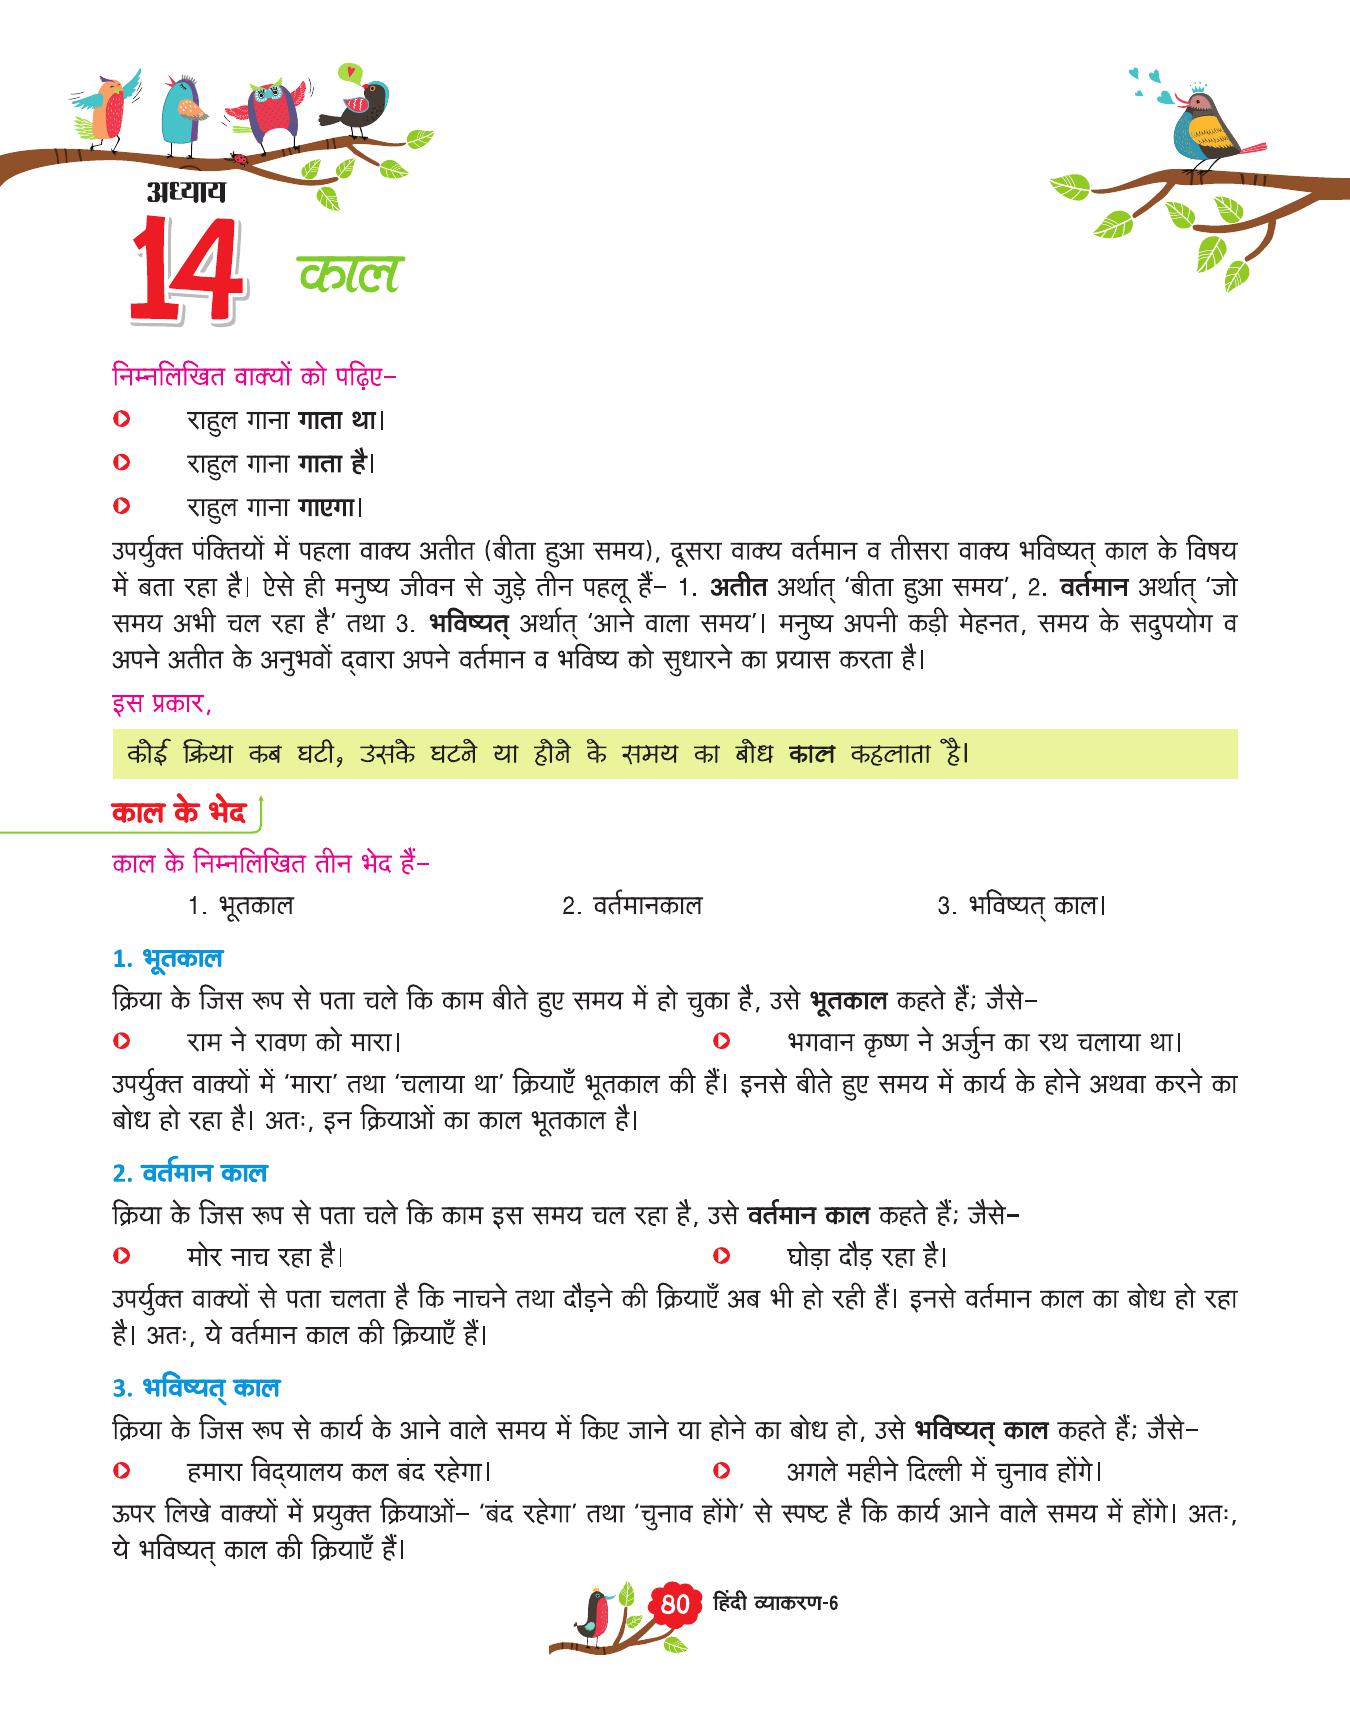 अध्याय
14
काल
निम्नलिखित वाक्यों को पढ़िए–
राहुल गाना गाता था।
राहुल गाना गाता है।
राहुल गाना गाएगा।
उपर्युक्त पंक्तियों में पहला वाक्य अतीत (बीता हुआ समय), दूसरा वाक्य वर्तमान व तीसरा वाक्य भविष्यत् काल के विषय
में बता रहा है। ऐसे ही मनुष्य जीवन से जुड़े तीन पहलू हैं– 1. अतीत अर्थात् ‘बीता हुआ समय’, 2. वर्तमान अर्थात् ‘जो
समय अभी चल रहा है’ तथा 3. भविष्यत् अर्थात् ‘आने वाला समय’। मनुष्य अपनी कड़ी मेहनत, समय के सदुपयोग व
अपने अतीत के अनुभवों द्‌वारा अपने वर्तमान व भविष्य को सुधारने का प्रयास करता है।
इस प्रकार,
कोई क्रिया कब घटी, उसके घटने या होने के समय का बोध काल कहलाता है।
काल के भेद
काल के निम्नलिखित तीन भेद हैं–
1. भूतकाल 2. वर्तमानकाल 3. भविष्यत् काल।
1. भूतकाल
क्रिया के जिस रूप से पता चले कि काम बीते हुए समय में हो चुका है, उसे भूतकाल कहते हैं; जैसे–
राम ने रावण को मारा। भगवान कृष्ण ने अर्जुन का रथ चलाया था।
उपर्युक्त वाक्यों में ‘मारा’ तथा ‘चलाया था’ क्रियाएँ भूतकाल की हैं। इनसे बीते हुए समय में कार्य के होने अथवा करने का
बोध हो रहा है। अतः, इन क्रियाओं का काल भूतकाल है।
2. वर्तमान काल
क्रिया के जिस रूप से पता चले कि काम इस समय चल रहा है, उसे वर्तमान काल कहते हैं; जैसे–
मोर नाच रहा है। घोड़ा दौड़ रहा है।
उपर्युक्त वाक्यों से पता चलता है कि नाचने तथा दौड़ने की क्रियाएँ अब भी हो रही हैं। इनसे वर्तमान काल का बोध हो रहा
है। अतः, ये वर्तमान काल की क्रियाएँ हैं।
3. भविष्यत् काल
क्रिया के जिस रूप से कार्य के आने वाले समय में किए जाने या होने का बोध हो, उसे भविष्यत् काल कहते हैं; जैसे–
हमारा विद्‌यालय कल बंद रहेगा। अगले महीने दिल्ली में चुनाव होंगे।
ऊपर लिखे वाक्यों में प्रयुक्त क्रियाओं– ‘बंद रहेगा’ तथा ‘चुनाव होंगे’ से स्पष्ट है कि कार्य आने वाले समय में होंगे। अतः,
ये भविष्यत् काल की क्रियाएँ हैं।
80 हिंदी व्याकरण-6